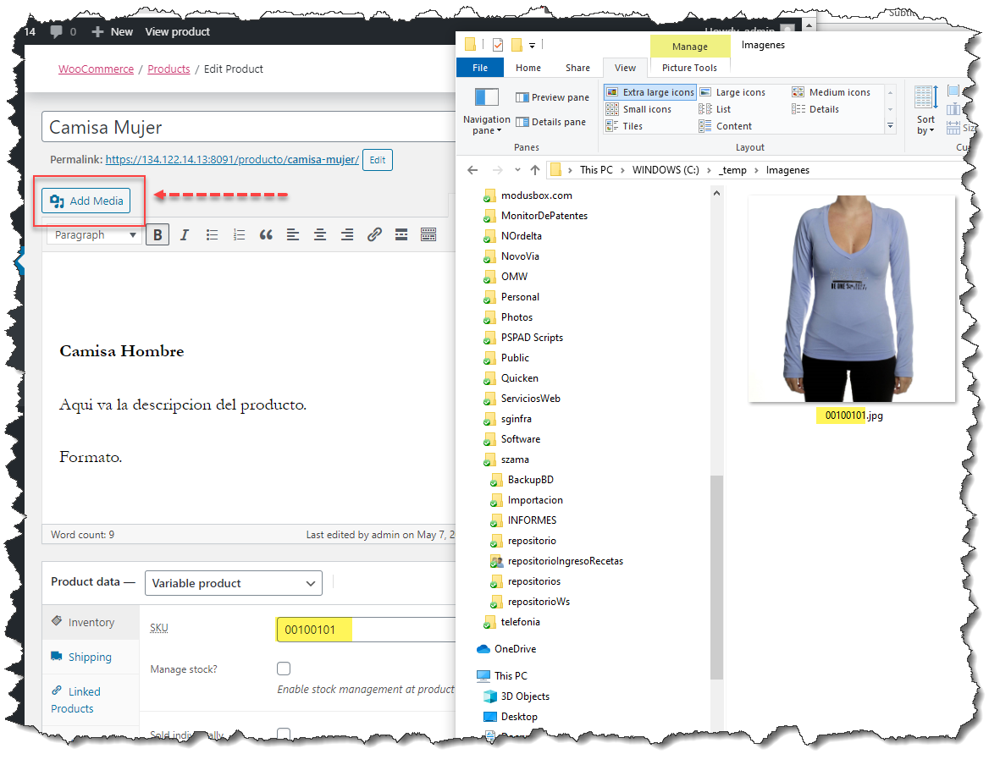 14 0 New View product Howdy, admin
WooCommerce / Products / Edit Product
Camisa Mujer
Permalink: https://134.122.14.13:8091/producto/camisa-mujer/ Edit
Add Media
Paragraph B I
Camisa Hombre
Aqui va la descripcion del producto.
Formato.
Word count: 9 Last edited by admin on May 7, 2
Product data — Variable product
Inventory
Shipping
Linked
Products
SKU 00100101
Manage stock?
Enable stock management at product
Sold individually
Manage Imagenes
File Home Share View Picture Tools
Navigation
pane
Preview pane
Details pane
Panes
Extra large icons Large icons Medium icons
Small icons List Details
Tiles Content
Layout
Sort
by
Siz
Cu
This PC > WINDOWS (C:) > _temp > Imagenes
modusbox.com
MonitorDePatentes
NOrdelta
NovoVia
OMW
Personal
Photos
PSPAD Scripts
Public
Quicken
ServiciosWeb
sginfra
Software
szama
BackupBD
Importacion
INFORMES
repositorio
repositorioIngresoRecetas
repositorios
repositorioWs
telefonia
OneDrive
This PC
3D Objects
Desktop
00100101.jpg